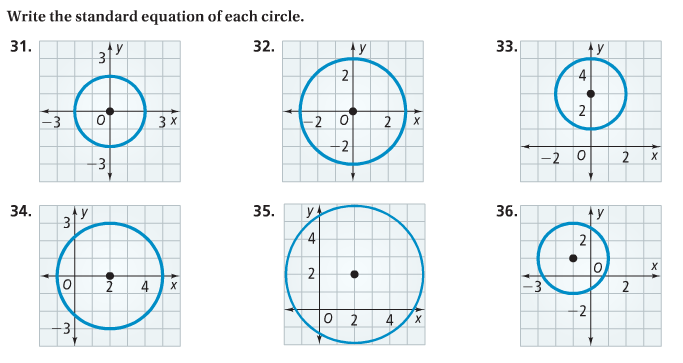 Write the standard equation of each circle.
31.
y
3
−3
O
3 x
−3
32.
y
2
−2 O 2 x
−2
33.
y
4
2
−2 O 2 x
34.
y
3
O 2 4 x
−3
35.
y
4
2
O 2 4 x
36.
y
2
O x
−3 2
−2